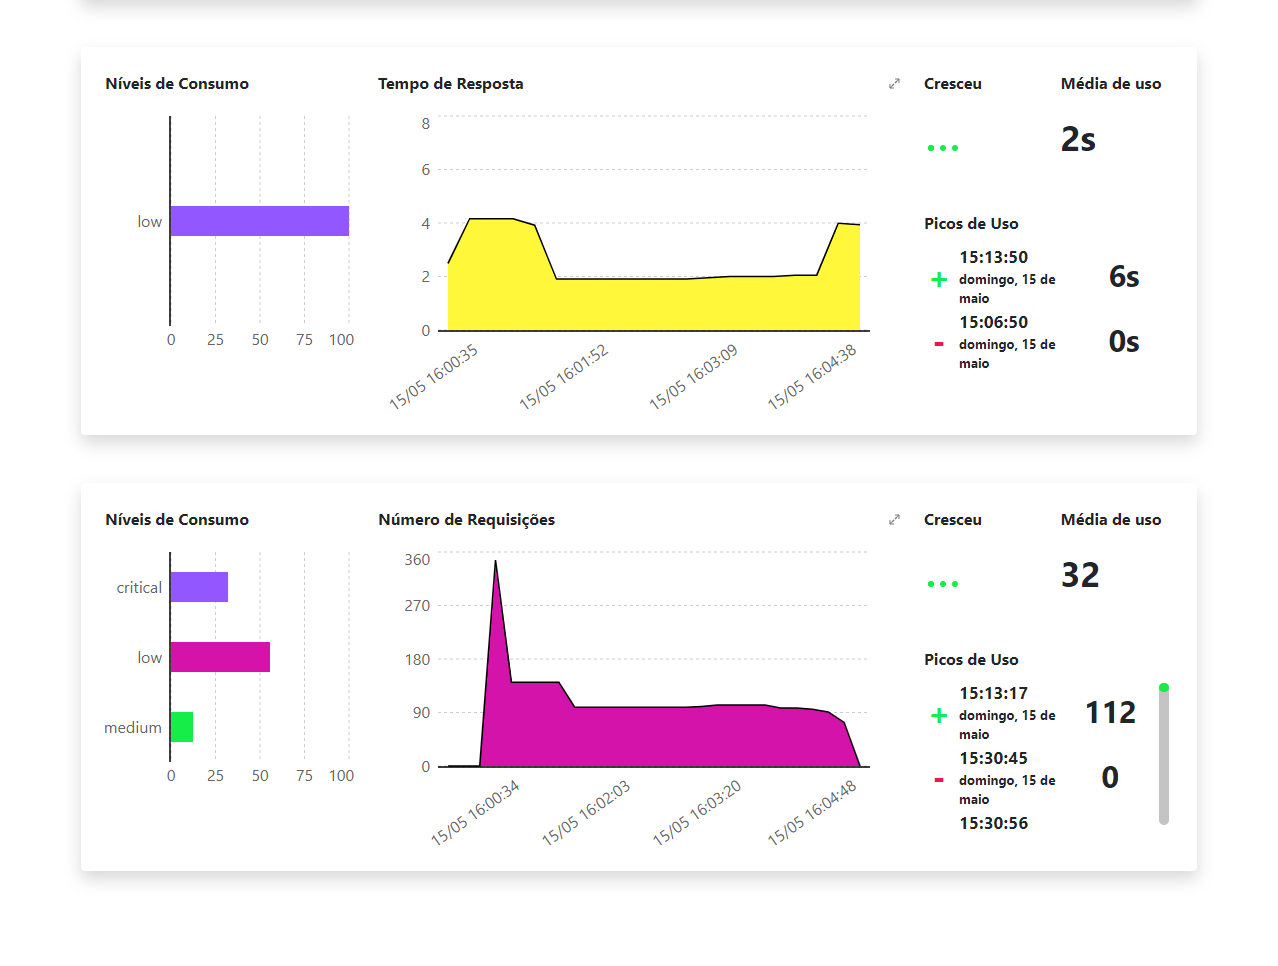 Níveis de Consumo
low
0 25 50 75 100
Tempo de Resposta
8
6
4
2
0
15/05 16:00:35
15/05 16:01:52
15/05 16:03:09
15/05 16:04:38
Cresceu
Média de uso
2s
Picos de Uso
+
15:13:50
domingo, 15 de
maio
6s
-
15:06:50
domingo, 15 de
maio
0s
Níveis de Consumo
critical
low
medium
0 25 50 75 100
Número de Requisições
360
270
180
90
0
15/05 16:00:34
15/05 16:02:03
15/05 16:03:20
15/05 16:04:48
Cresceu
Média de uso
32
Picos de Uso
+
15:13:17
domingo, 15 de
maio
112
-
15:30:45
domingo, 15 de
maio
0
15:30:56